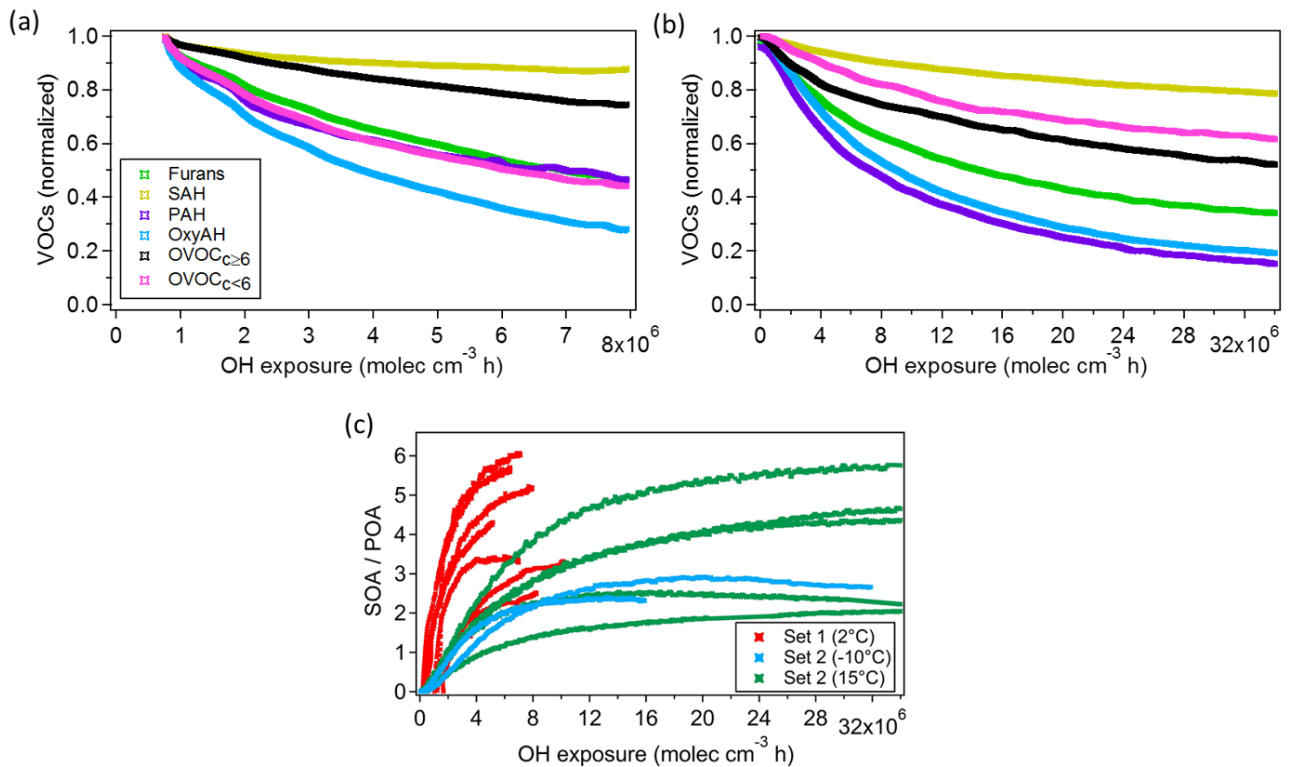 (a)
1.0
0.8
0.6
0.4
0.2
0.0
VOCs (normalized)
Furans
SAH
PAH
OxyAH
OVOCc≥6
OVOCc<6
0 1 2 3 4 5 6 7 8x10⁶
OH exposure (molec cm⁻³ h)
(b)
1.0
0.8
0.6
0.4
0.2
0.0
VOCs (normalized)
0 4 8 12 16 20 24 28 32x10⁶
OH exposure (molec cm⁻³ h)
(c)
6
5
4
3
2
1
0
SOA / POA
Set 1 (2°C)
Set 2 (-10°C)
Set 2 (15°C)
0 4 8 12 16 20 24 28 32x10⁶
OH exposure (molec cm⁻³ h)